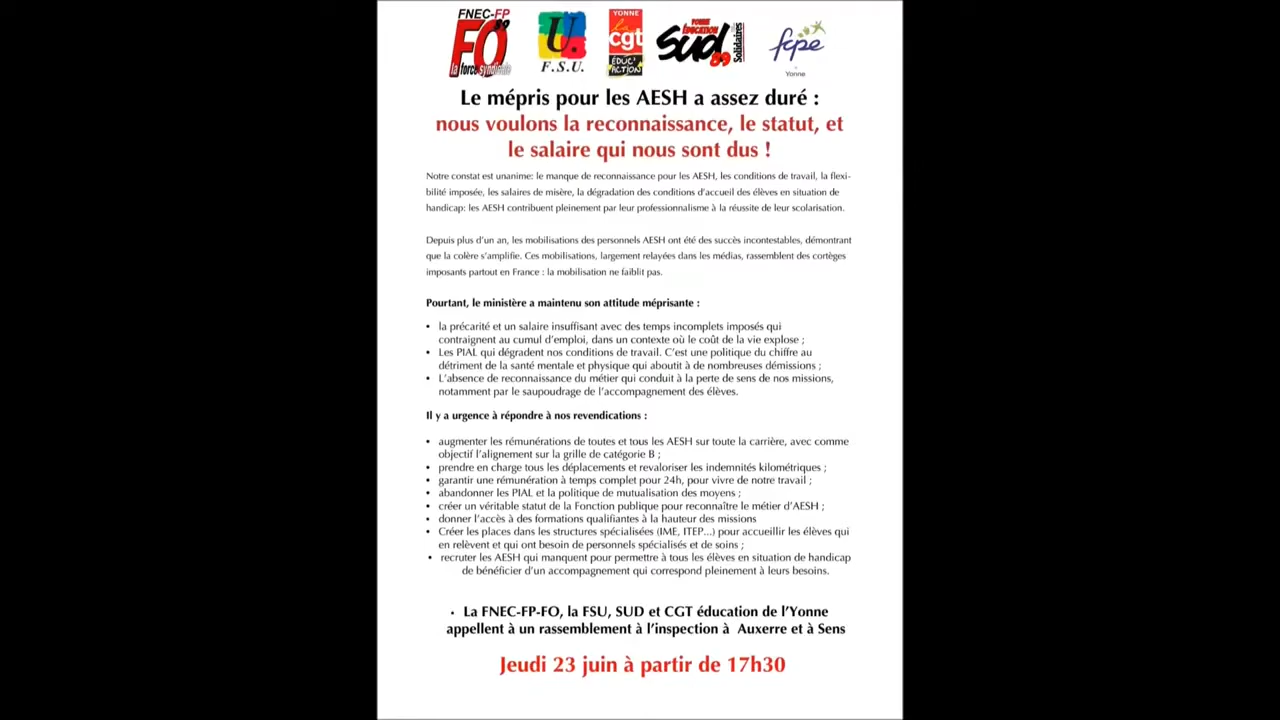 FNEC-FP
89
FO
la force syndicale
U.
F.S.U.
YONNE
la
cgt
ÉDUC'
ACTION
YONNE
ÉDUCATION
SUD
89
Solidaires
fcpe
Yonne
Le mépris pour les AESH a assez duré :
nous voulons la reconnaissance, le statut, et
le salaire qui nous sont dus !
Notre constat est unanime: le manque de reconnaissance pour les AESH, les conditions de travail, la flexi-
bilité imposée, les salaires de misère, la dégradation des conditions d'accueil des élèves en situation de
handicap: les AESH contribuent pleinement par leur professionnalisme à la réussite de leur scolarisation.
Depuis plus d'un an, les mobilisations des personnels AESH ont été des succès incontestables, démontrant
que la colère s'amplifie. Ces mobilisations, largement relayées dans les médias, rassemblent des cortèges
imposants partout en France : la mobilisation ne faiblit pas.
Pourtant, le ministère a maintenu son attitude méprisante :
• la précarité et un salaire insuffisant avec des temps incomplets imposés qui
contraignent au cumul d'emploi, dans un contexte où le coût de la vie explose ;
• Les PIAL qui dégradent nos conditions de travail. C'est une politique du chiffre au
détriment de la santé mentale et physique qui aboutit à de nombreuses démissions ;
• L'absence de reconnaissance du métier qui conduit à la perte de sens de nos missions,
notamment par le saupoudrage de l'accompagnement des élèves.
Il y a urgence à répondre à nos revendications :
• augmenter les rémunérations de toutes et tous les AESH sur toute la carrière, avec comme
objectif l'alignement sur la grille de catégorie B ;
• prendre en charge tous les déplacements et revaloriser les indemnités kilométriques ;
• garantir une rémunération à temps complet pour 24h, pour vivre de notre travail ;
• abandonner les PIAL et la politique de mutualisation des moyens ;
• créer un véritable statut de la Fonction publique pour reconnaître le métier d'AESH ;
• donner l'accès à des formations qualifiantes à la hauteur des missions
• Créer les places dans les structures spécialisées (IME, ITEP...) pour accueillir les élèves qui
en relèvent et qui ont besoin de personnels spécialisés et de soins ;
• recruter les AESH qui manquent pour permettre à tous les élèves en situation de handicap
de bénéficier d'un accompagnement qui correspond pleinement à leurs besoins.
• La FNEC-FP-FO, la FSU, SUD et CGT éducation de l'Yonne
appellent à un rassemblement à l'inspection à Auxerre et à Sens
Jeudi 23 juin à partir de 17h30